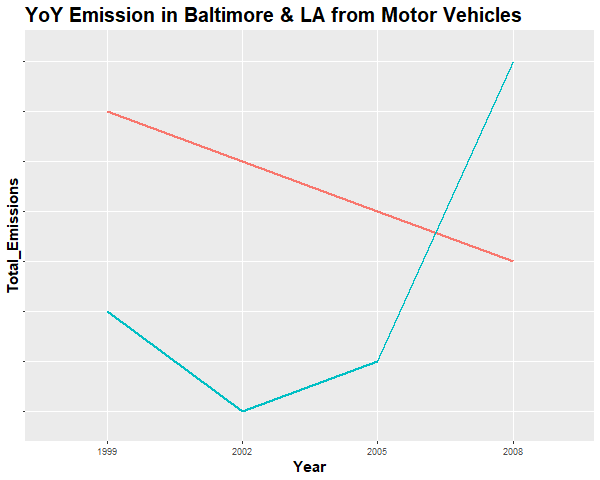 YoY Emission in Baltimore & LA from Motor Vehicles
Total_Emissions
1999
2002
2005
2008
Year